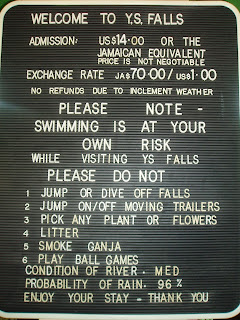 WELCOME TO Y.S. FALLS
ADMISSION: US$14·00 OR THE
JAMAICAN EQUIVALENT
PRICE IS NOT NEGOTIABLE
EXCHANGE RATE JA$70·00/US$1·00
NO REFUNDS DUE TO INCLEMENT WEATHER
PLEASE NOTE -
SWIMMING IS AT YOUR
OWN RISK
WHILE VISITING YS FALLS
PLEASE DO NOT
1 JUMP OR DIVE OFF FALLS
2 JUMP ON/OFF MOVING TRAILERS
3 PICK ANY PLANT OR FLOWERS
4 LITTER
5 SMOKE GANJA
6 PLAY BALL GAMES
CONDITION OF RIVER - MED
PROBABILITY OF RAIN. 96 %
ENJOY YOUR STAY - THANK YOU